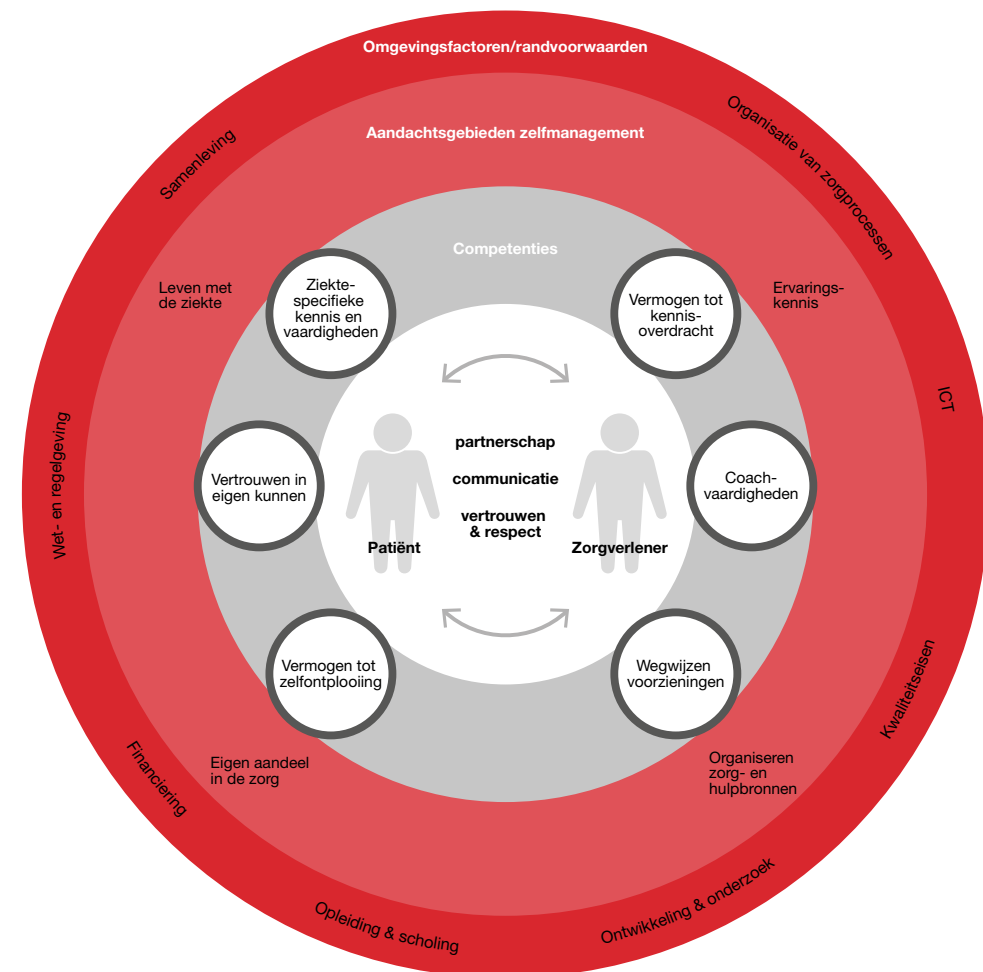 Omgevingsfactoren/randvoorwaarden
Aandachtsgebieden zelfmanagement
Competenties
Samenleving
Organisatie van zorgprocessen
Leven met
de ziekte
Ziekte-
specifieke
kennis en
vaardigheden
Vermogen tot
kennis-
overdracht
Ervarings-
kennis
ICT
Wet- en regelgeving
Vertrouwen in
eigen kunnen
partnerschap
communicatie
vertrouwen
& respect
Patiënt
Zorgverlener
Coach-
vaardigheden
Vermogen tot
zelfontplooiing
Wegwijzen
voorzieningen
Kwaliteitseisen
Eigen aandeel
in de zorg
Organiseren
zorg- en
hulpbronnen
Financiering
Opleiding & scholing
Ontwikkeling & onderzoek